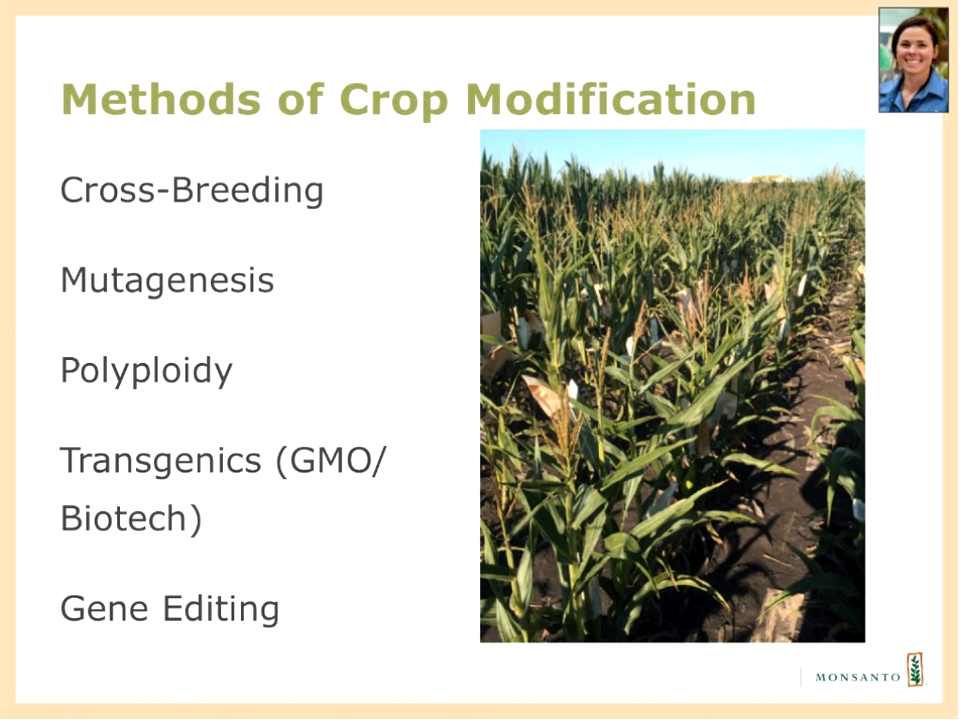 Methods of Crop Modification
Cross-Breeding
Mutagenesis
Polyploidy
Transgenics (GMO/
Biotech)
Gene Editing
MONSANTO